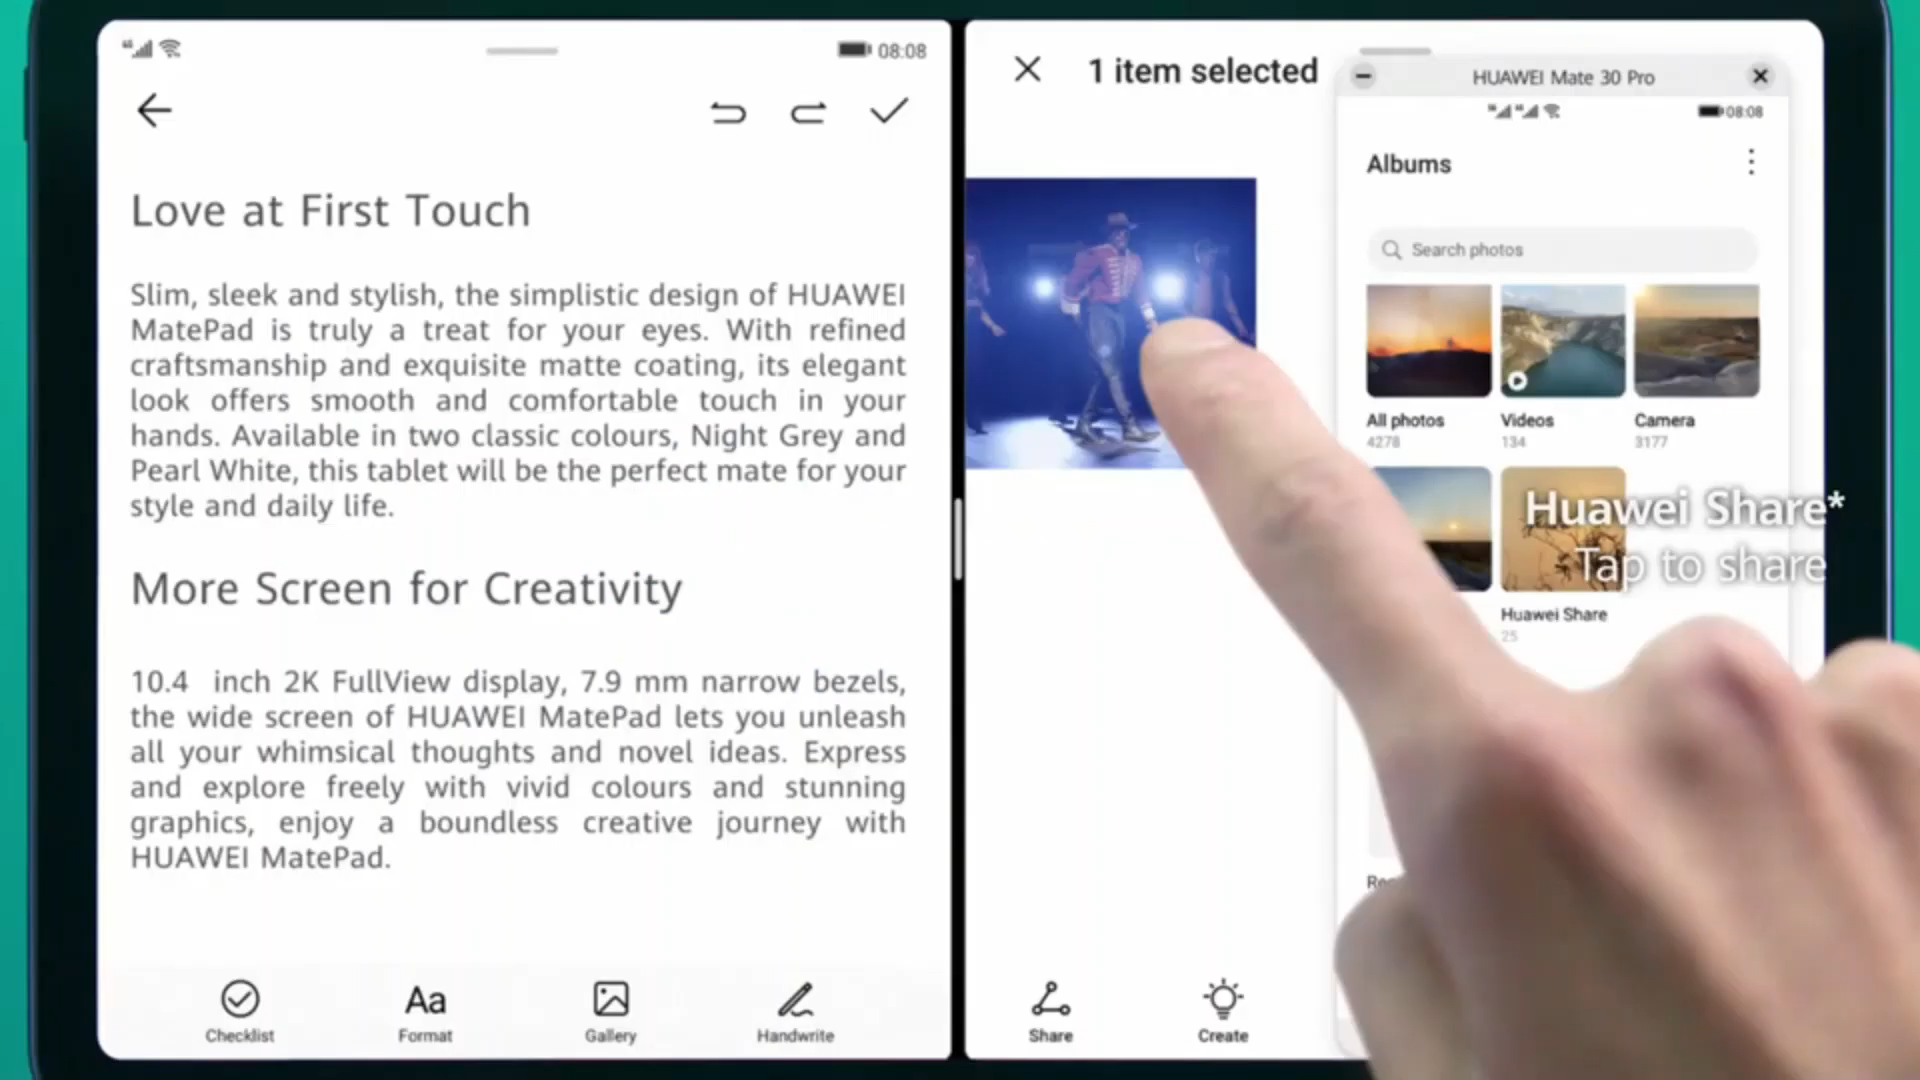 08:08
Love at First Touch
Slim, sleek and stylish, the simplistic design of HUAWEI
MatePad is truly a treat for your eyes. With refined
craftsmanship and exquisite matte coating, its elegant
look offers smooth and comfortable touch in your
hands. Available in two classic colours, Night Grey and
Pearl White, this tablet will be the perfect mate for your
style and daily life.
More Screen for Creativity
10.4 inch 2K FullView display, 7.9 mm narrow bezels,
the wide screen of HUAWEI MatePad lets you unleash
all your whimsical thoughts and novel ideas. Express
and explore freely with vivid colours and stunning
graphics, enjoy a boundless creative journey with
HUAWEI MatePad.
Checklist
Aa
Format
Gallery
Handwrite
1 item selected
Share
Create
HUAWEI Mate 30 Pro
08:08
Albums
Search photos
All photos
4278
Videos
134
Camera
3177
Huawei Share
25
Huawei Share*
Tap to share